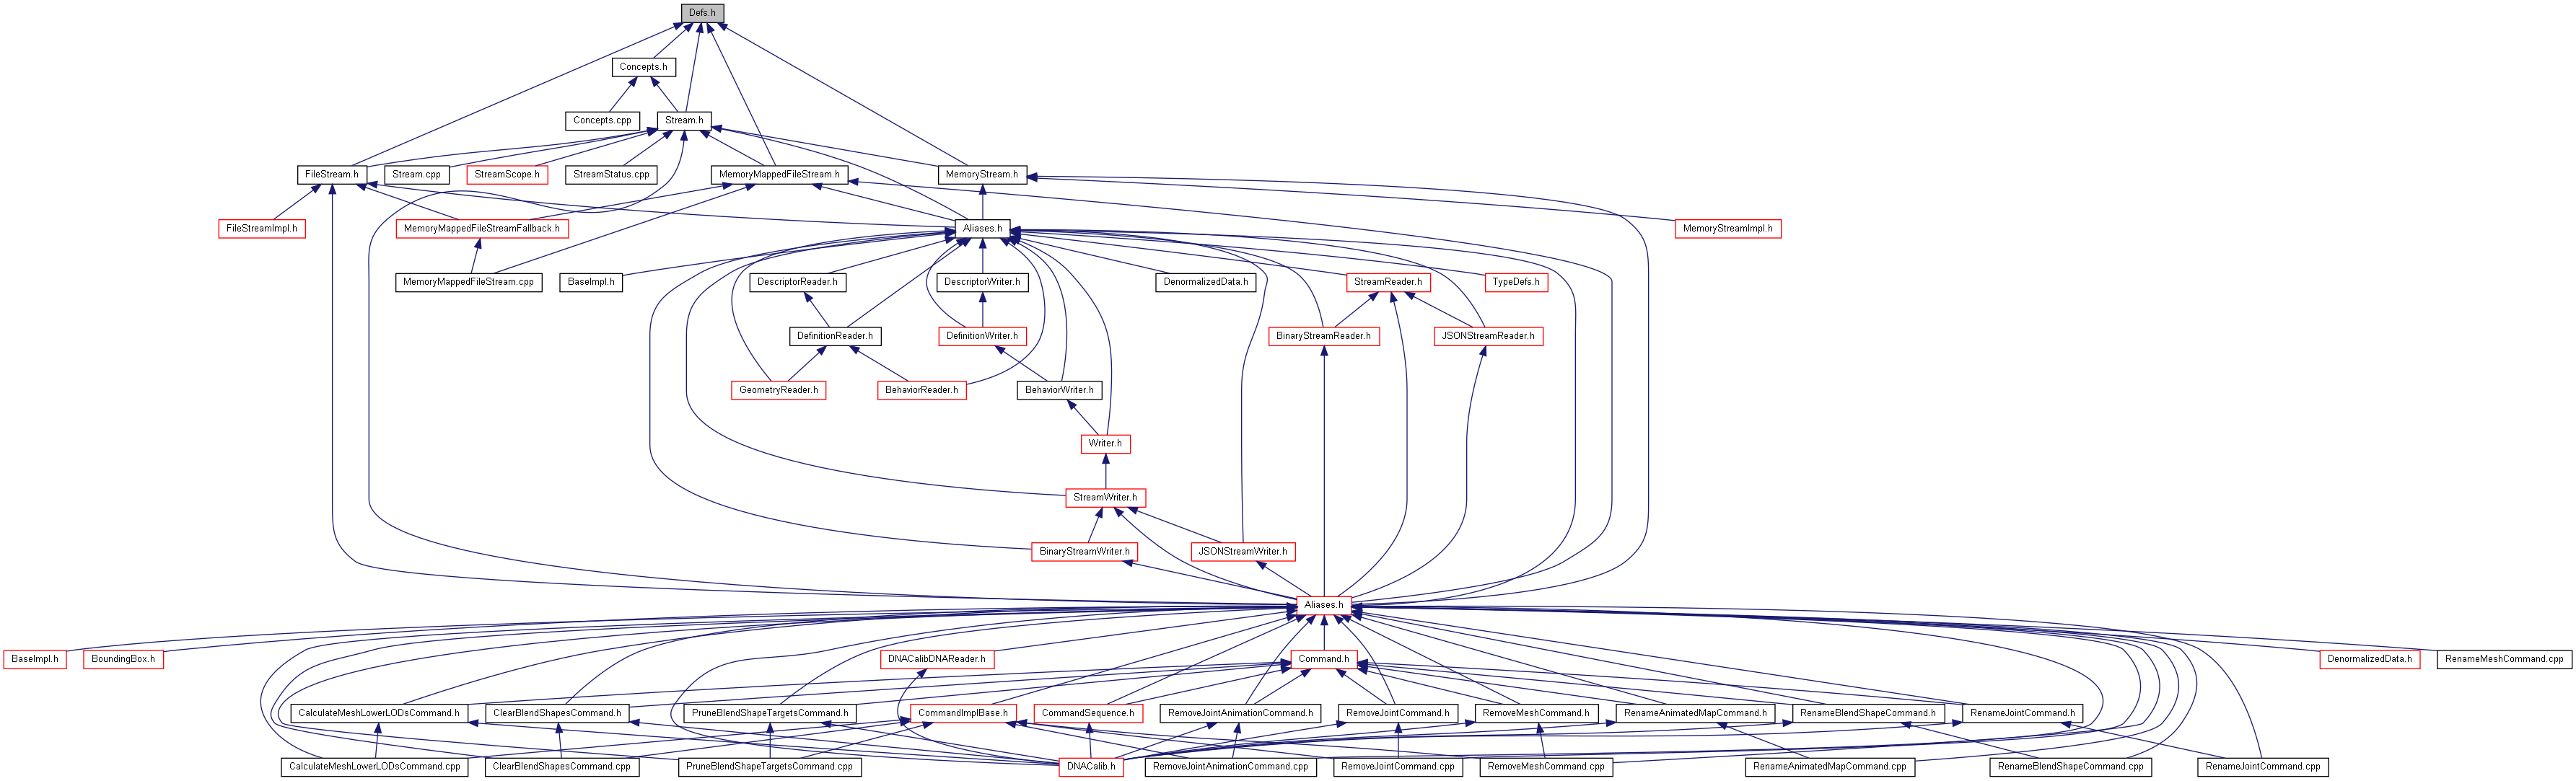 Defs.h
Concepts.h
Concepts.cpp
Stream.h
FileStream.h
Stream.cpp
StreamScope.h
StreamStatus.cpp
MemoryMappedFileStream.h
MemoryStream.h
FileStreamImpl.h
MemoryMappedFileStreamFallback.h
Aliases.h
MemoryStreamImpl.h
MemoryMappedFileStream.cpp
BaseImpl.h
DescriptorReader.h
DescriptorWriter.h
DenormalizedData.h
StreamReader.h
TypeDefs.h
DefinitionReader.h
DefinitionWriter.h
BinaryStreamReader.h
JSONStreamReader.h
GeometryReader.h
BehaviorReader.h
BehaviorWriter.h
Writer.h
StreamWriter.h
BinaryStreamWriter.h
JSONStreamWriter.h
Aliases.h
BaseImpl.h
BoundingBox.h
DNACalibDNAReader.h
Command.h
DenormalizedData.h
RenameMeshCommand.cpp
CalculateMeshLowerLODsCommand.h
ClearBlendShapesCommand.h
PruneBlendShapeTargetsCommand.h
CommandImplBase.h
CommandSequence.h
RemoveJointAnimationCommand.h
RemoveJointCommand.h
RemoveMeshCommand.h
RenameAnimatedMapCommand.h
RenameBlendShapeCommand.h
RenameJointCommand.h
CalculateMeshLowerLODsCommand.cpp
ClearBlendShapesCommand.cpp
PruneBlendShapeTargetsCommand.cpp
DNACalib.h
RemoveJointAnimationCommand.cpp
RemoveJointCommand.cpp
RemoveMeshCommand.cpp
RenameAnimatedMapCommand.cpp
RenameBlendShapeCommand.cpp
RenameJointCommand.cpp